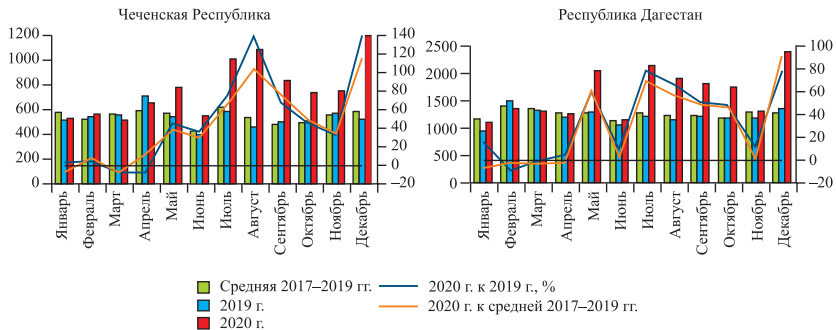 Чеченская Республика
1200
1000
800
600
400
200
0
140
120
100
80
60
40
20
0
–20
Январь
Февраль
Март
Апрель
Май
Июнь
Июль
Август
Сентябрь
Октябрь
Ноябрь
Декабрь
Республика Дагестан
2500
2000
1500
1000
500
0
100
80
60
40
20
0
–20
Январь
Февраль
Март
Апрель
Май
Июнь
Июль
Август
Сентябрь
Октябрь
Ноябрь
Декабрь
Средняя 2017–2019 гг.
2019 г.
2020 г.
2020 г. к 2019 г., %
2020 г. к средней 2017–2019 гг.